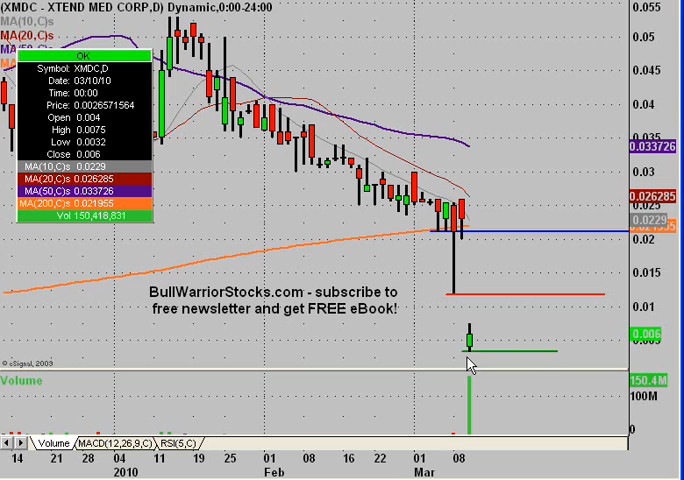 (XMDC - XTEND MED CORP,D) Dynamic,0:00-24:00
MA(10,C)s
MA(20,C)s
OK
Symbol: XMDC,D
Date: 03/10/10
Time: 00:00
Price: 0.0026571564
Open 0.004
High 0.0075
Low 0.0032
Close 0.006
MA(10,C)s 0.0229
MA(20,C)s 0.026285
MA(50,C)s 0.033726
MA(200,C)s 0.021955
Vol 150,418,831
0.055
0.05
0.045
0.04
0.035
0.033726
0.03
0.026285
0.025
0.0229
0.02
0.015
0.01
0.006
BullWarriorStocks.com - subscribe to
free newsletter and get FREE eBook!
© eSignal, 2009
Volume
150.4M
100M
0
Volume MACD(12,26,9,C) RSI(5,C)
14 21 28 04 11 19 25 01 08 16 22 01 08
2010 Feb Mar